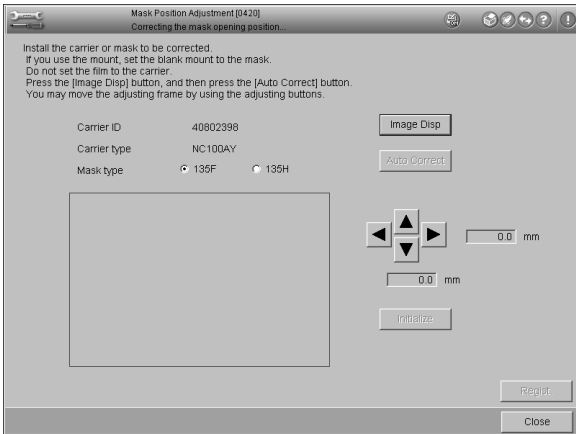 Mask Position Adjustment [0420]
Correcting the mask opening position...
Install the carrier or mask to be corrected.
If you use the mount, set the blank mount to the mask.
Do not set the film to the carrier.
Press the [Image Disp] button, and then press the [Auto Correct] button.
You may move the adjusting frame by using the adjusting buttons.
Carrier ID 40802398 Image Disp
Carrier type NC100AY Auto Correct
Mask type 135F 135H
0.0 mm
0.0 mm
Initialize
Regist
Close